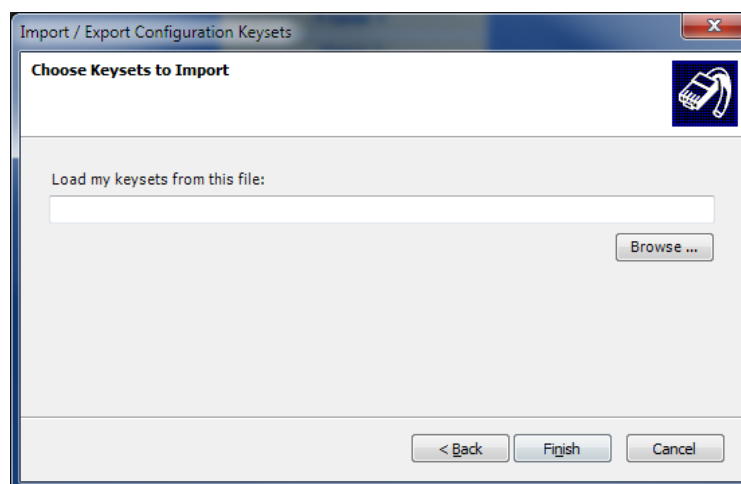 Import / Export Configuration Keysets
Choose Keysets to Import
Load my keysets from this file:
Browse ...
< Back
Finish
Cancel